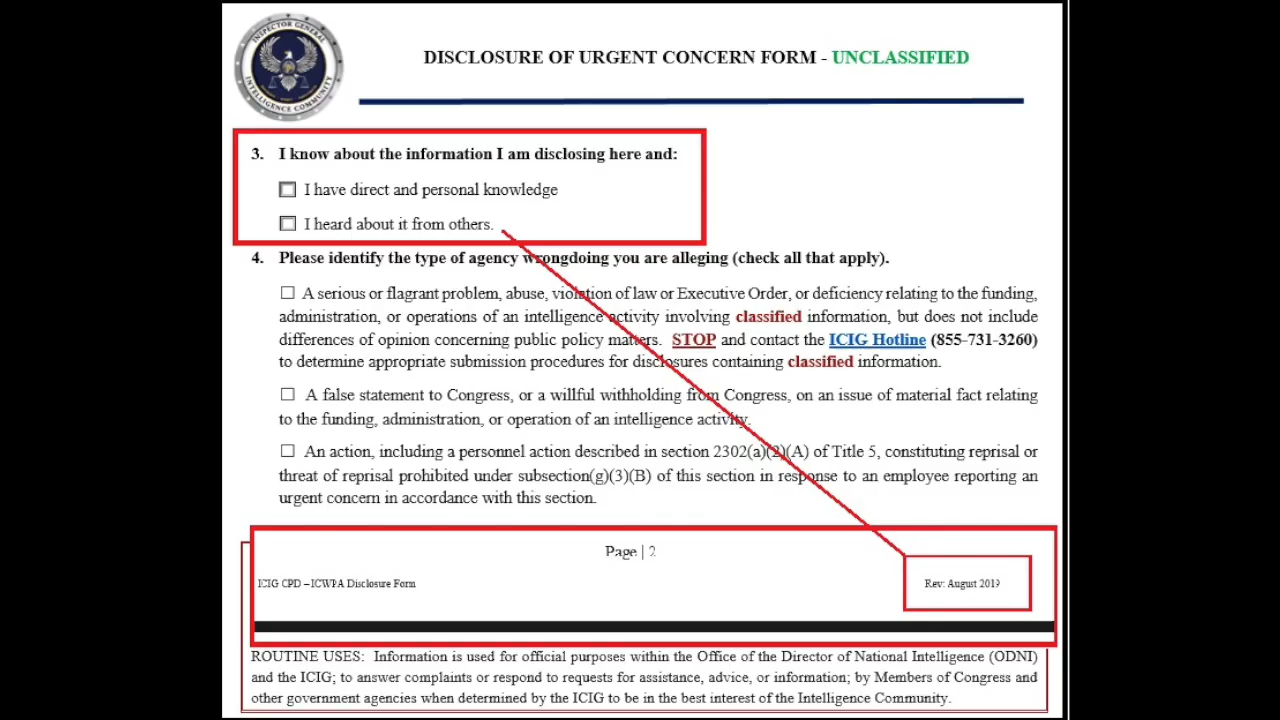 INSPECTOR GENERAL
INTELLIGENCE COMMUNITY
DISCLOSURE OF URGENT CONCERN FORM - UNCLASSIFIED
3. I know about the information I am disclosing here and:
I have direct and personal knowledge
I heard about it from others.
4. Please identify the type of agency wrongdoing you are alleging (check all that apply).
☐ A serious or flagrant problem, abuse, violation of law or Executive Order, or deficiency relating to the funding,
administration, or operations of an intelligence activity involving classified information, but does not include
differences of opinion concerning public policy matters. STOP and contact the ICIG Hotline (855-731-3260)
to determine appropriate submission procedures for disclosures containing classified information.
☐ A false statement to Congress, or a willful withholding from Congress, on an issue of material fact relating
to the funding, administration, or operation of an intelligence activity.
☐ An action, including a personnel action described in section 2302(a)(2)(A) of Title 5, constituting reprisal or
threat of reprisal prohibited under subsection(g)(3)(B) of this section in response to an employee reporting an
urgent concern in accordance with this section.
Page | 2
ICIG CPD – ICWPA Disclosure Form
Rev: August 2019
ROUTINE USES: Information is used for official purposes within the Office of the Director of National Intelligence (ODNI)
and the ICIG; to answer complaints or respond to requests for assistance, advice, or information; by Members of Congress and
other government agencies when determined by the ICIG to be in the best interest of the Intelligence Community.